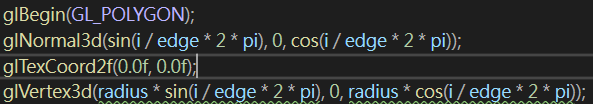 glBegin(GL_POLYGON);
glNormal3d(sin(i / edge * 2 * pi), 0, cos(i / edge * 2 * pi));
glTexCoord2f(0.0f, 0.0f);
glVertex3d(radius * sin(i / edge * 2 * pi), 0, radius * cos(i / edge * 2 * pi));